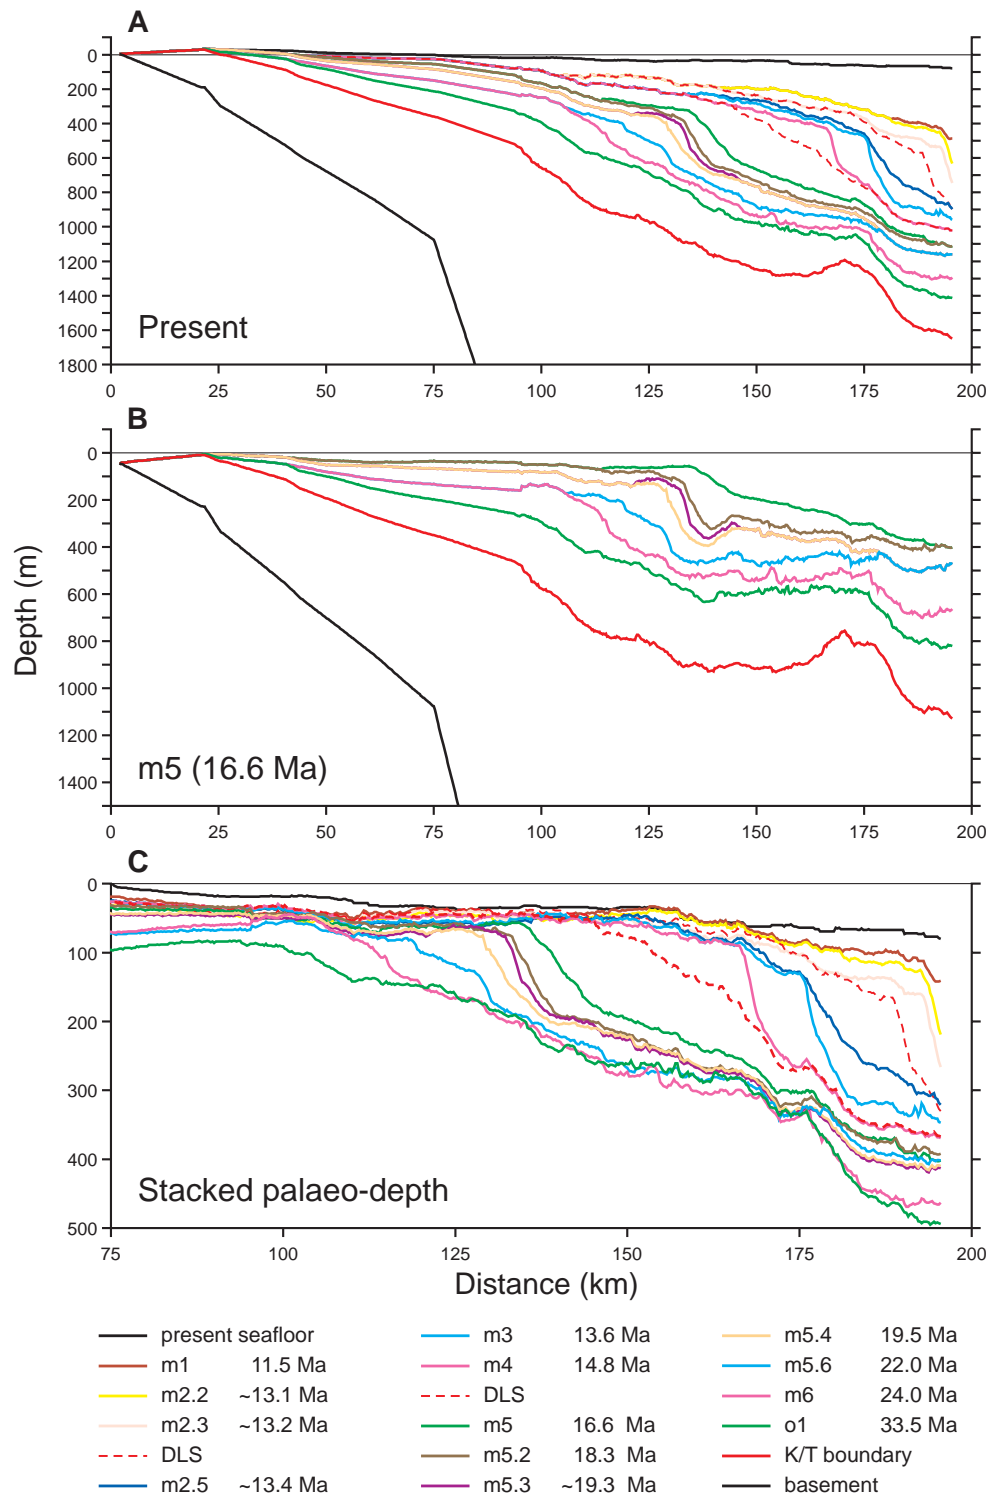 A
0
200
400
600
800
1000
1200
1400
1600
1800
Present
0 25 50 75 100 125 150 175 200
B
0
200
400
600
800
1000
1200
1400
Depth (m)
m5 (16.6 Ma)
0 25 50 75 100 125 150 175 200
C
0
100
200
300
400
500
Stacked palaeo-depth
75 100 125 150 175 200
Distance (km)
present seafloor
m1 11.5 Ma
m2.2 ~13.1 Ma
m2.3 ~13.2 Ma
DLS
m2.5 ~13.4 Ma
m3 13.6 Ma
m4 14.8 Ma
DLS
m5 16.6 Ma
m5.2 18.3 Ma
m5.3 ~19.3 Ma
m5.4 19.5 Ma
m5.6 22.0 Ma
m6 24.0 Ma
o1 33.5 Ma
K/T boundary
basement